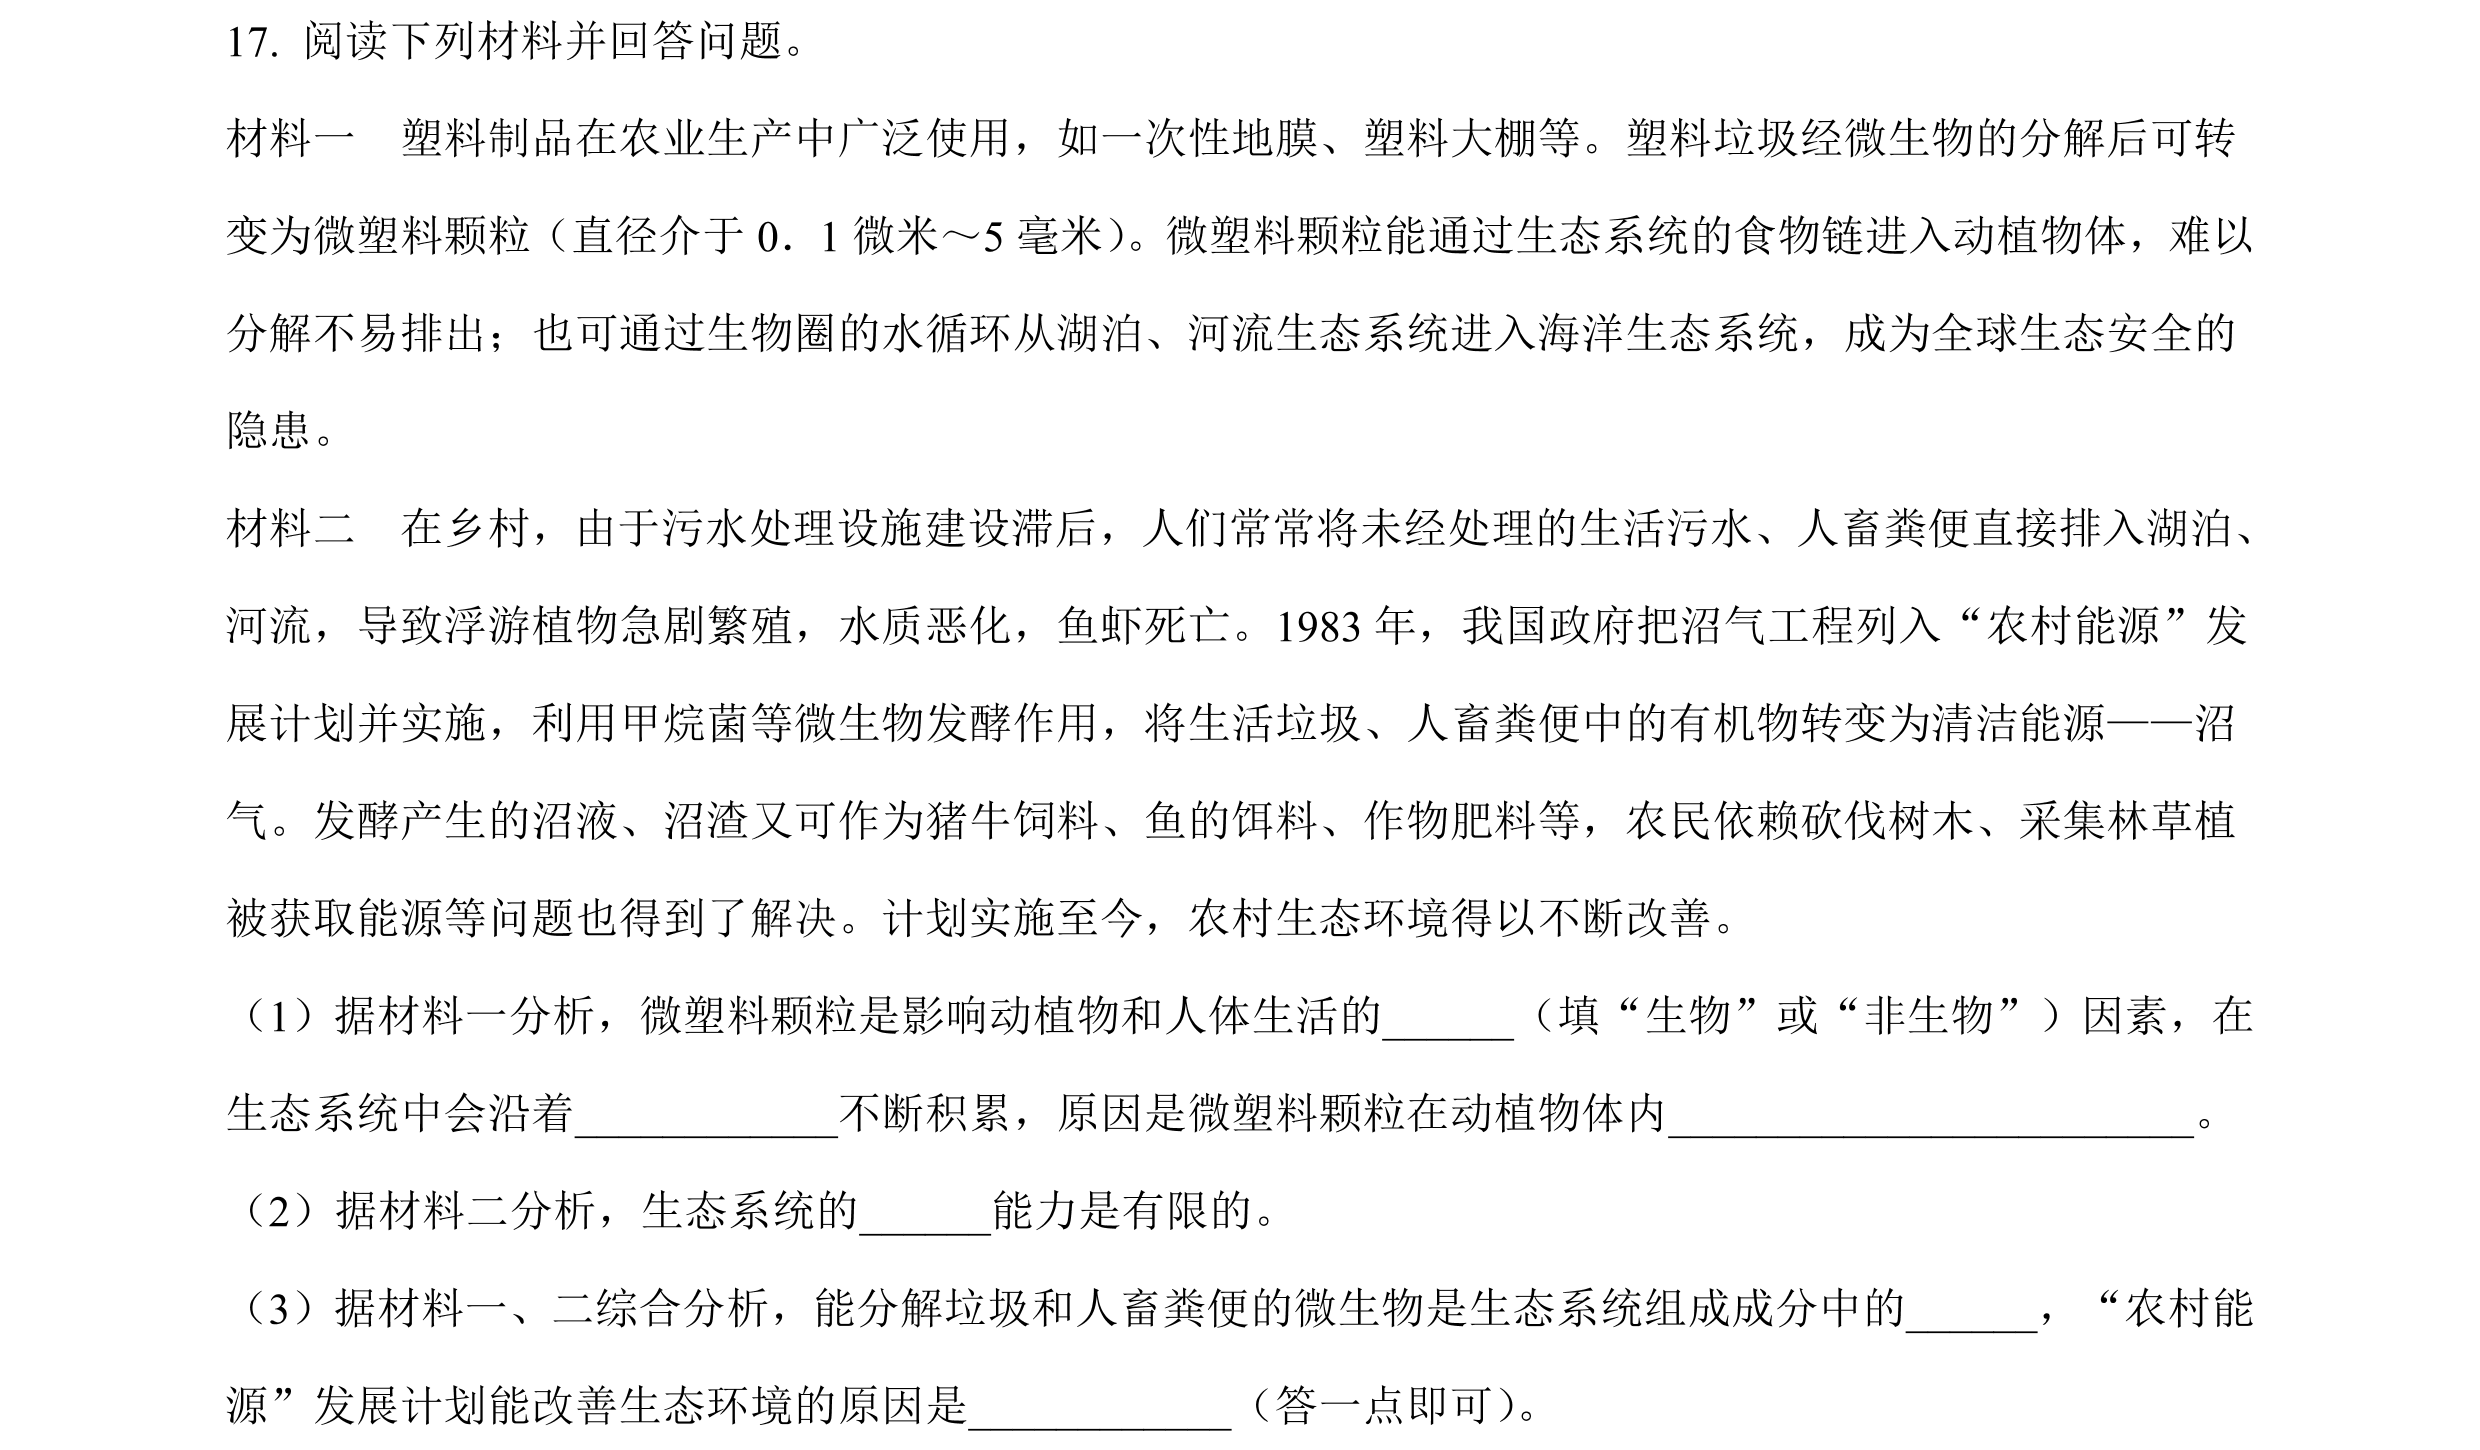 17. 阅读下列材料并回答问题。
材料一　塑料制品在农业生产中广泛使用，如一次性地膜、塑料大棚等。塑料垃圾经微生物的分解后可转
变为微塑料颗粒（直径介于 0．1 微米～5 毫米）。微塑料颗粒能通过生态系统的食物链进入动植物体，难以
分解不易排出；也可通过生物圈的水循环从湖泊、河流生态系统进入海洋生态系统，成为全球生态安全的
隐患。
材料二　在乡村，由于污水处理设施建设滞后，人们常常将未经处理的生活污水、人畜粪便直接排入湖泊、
河流，导致浮游植物急剧繁殖，水质恶化，鱼虾死亡。1983 年，我国政府把沼气工程列入“农村能源”发
展计划并实施，利用甲烷菌等微生物发酵作用，将生活垃圾、人畜粪便中的有机物转变为清洁能源——沼
气。发酵产生的沼液、沼渣又可作为猪牛饲料、鱼的饵料、作物肥料等，农民依赖砍伐树木、采集林草植
被获取能源等问题也得到了解决。计划实施至今，农村生态环境得以不断改善。
（1）据材料一分析，微塑料颗粒是影响动植物和人体生活的______（填“生物”或“非生物”）因素，在
生态系统中会沿着____________不断积累，原因是微塑料颗粒在动植物体内________________________。
（2）据材料二分析，生态系统的______能力是有限的。
（3）据材料一、二综合分析，能分解垃圾和人畜粪便的微生物是生态系统组成成分中的______，“农村能
源”发展计划能改善生态环境的原因是____________（答一点即可）。